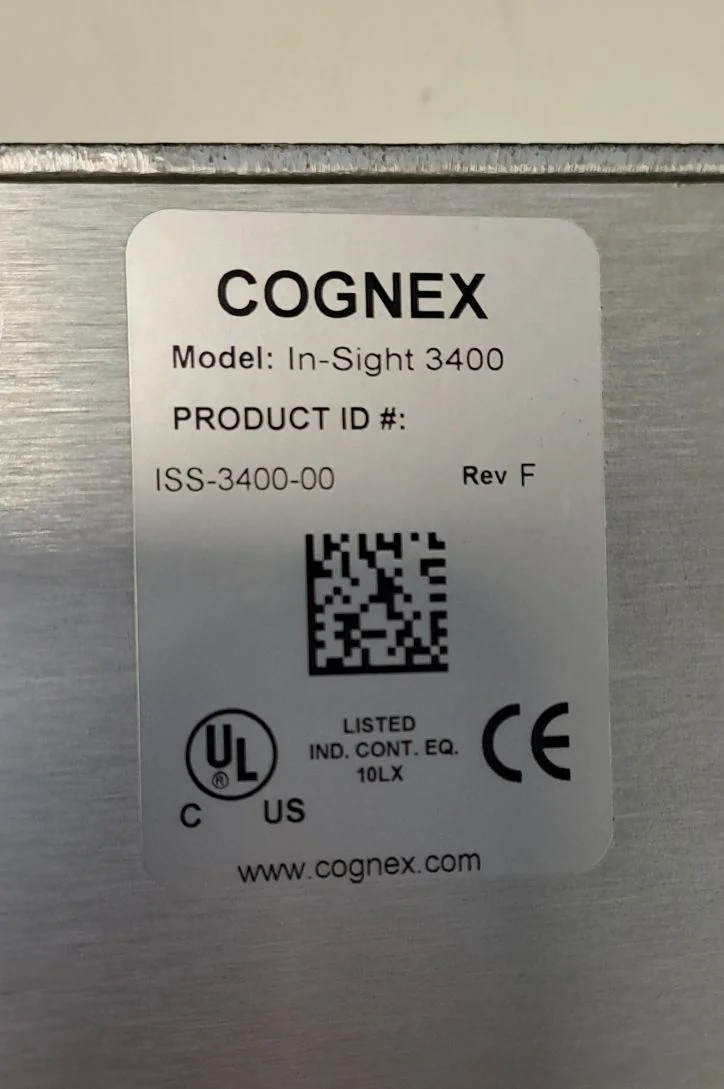 COGNEX
Model: In-Sight 3400
PRODUCT ID #:
ISS-3400-00 Rev F
UL
®
C US
LISTED
IND. CONT. EQ.
10LX
CE
www.cognex.com